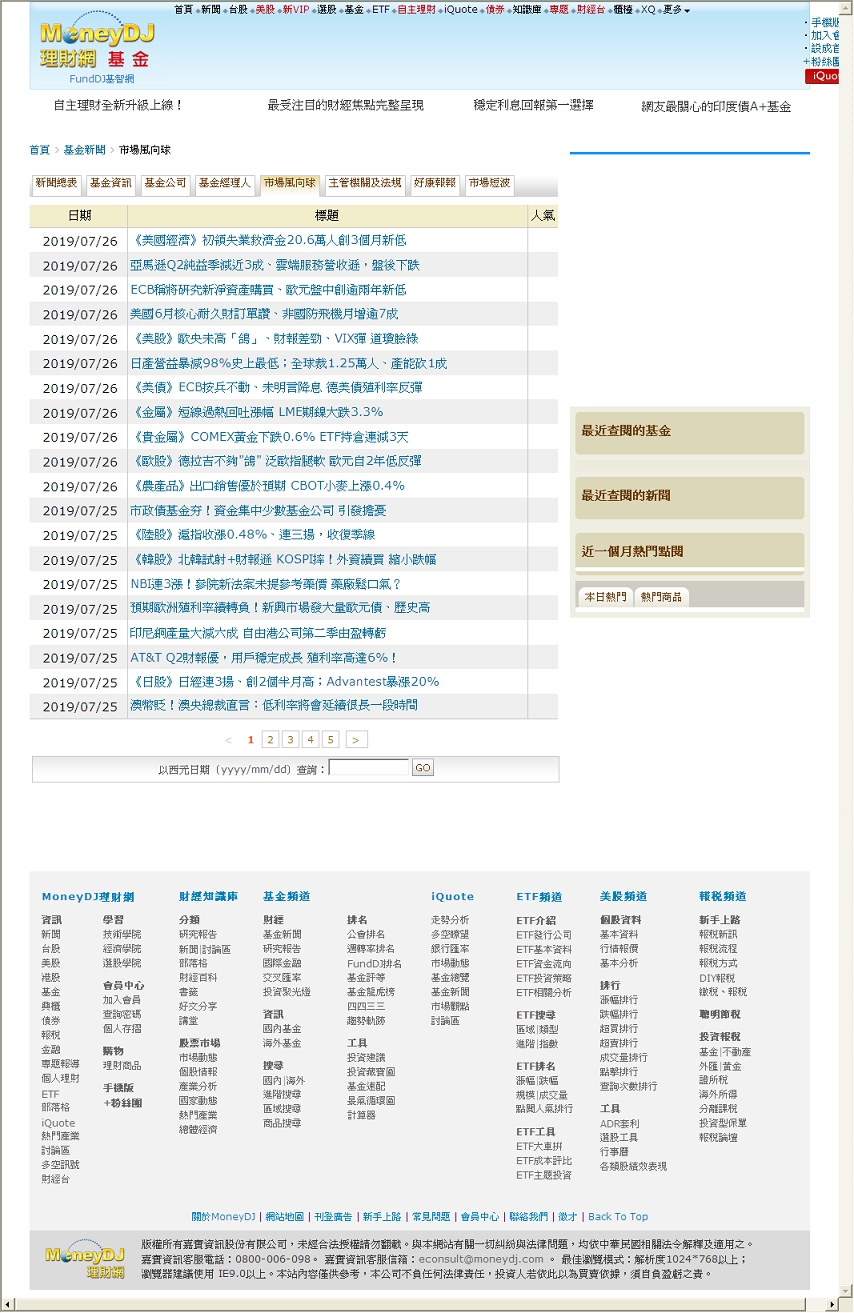 首頁 新聞 台股 美股 新VIP 選股 基金 ETF 自主理財 iQuote 債券 知識庫 專題 財經台 櫃檯 XQ 更多
MoneyDJ
理財網 基金
FundDJ基智網
‧手機版
‧加入會
‧設成首
+粉絲團
iQuo
自主理財全新升級上線！ 最受注目的財經焦點完整呈現 穩定利息回報第一選擇 網友最關心的印度債A+基金
首頁 > 基金新聞 > 市場風向球
新聞總表 基金資訊 基金公司 基金經理人 市場風向球 主管機關及法規 好康報報 市場短波
日期 標題 人氣
2019/07/26 《美國經濟》初領失業救濟金20.6萬人創3個月新低
2019/07/26 亞馬遜Q2純益季減近3成、雲端服務營收遜，盤後下跌
2019/07/26 ECB稱將研究新淨資產購買、歐元盤中創逾兩年新低
2019/07/26 美國6月核心耐久財訂單讚、非國防飛機月增逾7成
2019/07/26 《美股》歐央未高「鴿」、財報差勁、VIX彈 道瓊臉綠
2019/07/26 日產營益暴減98%史上最低；全球裁1.25萬人、產能砍1成
2019/07/26 《美債》ECB按兵不動、未明言降息 德美債殖利率反彈
2019/07/26 《金屬》短線過熱回吐漲幅 LME期鎳大跌3.3%
2019/07/26 《貴金屬》COMEX黃金下跌0.6% ETF持倉連減3天
2019/07/26 《歐股》德拉吉不夠"鴿" 泛歐指腿軟 歐元自2年低反彈
2019/07/26 《農產品》出口銷售優於預期 CBOT小麥上漲0.4%
2019/07/25 市政債基金夯！資金集中少數基金公司 引發擔憂
2019/07/25 《陸股》滬指收漲0.48%、連三揚，收復季線
2019/07/25 《韓股》北韓試射+財報遜 KOSPI摔！外資續買 縮小跌幅
2019/07/25 NBI連3漲！參院新法案未提參考藥價 藥廠鬆口氣？
2019/07/25 預期歐洲殖利率續轉負！新興市場發大量歐元債、歷史高
2019/07/25 印尼銅產量大減六成 自由港公司第二季由盈轉虧
2019/07/25 AT&T Q2財報優，用戶穩定成長 殖利率高達6%！
2019/07/25 《日股》日經連3揚、創2個半月高；Advantest暴漲20%
2019/07/25 澳幣貶！澳央總裁直言：低利率將會延續很長一段時間
< 1 2 3 4 5 >
以西元日期（yyyy/mm/dd）查詢： GO
最近查閱的基金
最近查閱的新聞
近一個月熱門點閱
本日熱門 熱門商品
MoneyDJ理財網 財經知識庫 基金頻道 iQuote ETF頻道 美股頻道 報稅頻道
資訊
新聞
台股
美股
港股
基金
興櫃
債券
報稅
金融
專題報導
個人理財
ETF
部落格
iQuote
熱門產業
討論區
多空訊號
財經台
學習
技術學院
經濟學院
選股學院
會員中心
加入會員
查詢密碼
個人存摺
購物
理財商品
手機版
+粉絲團
分類
研究報告
新聞|討論區
部落格
財經百科
書籤
好文分享
講堂
股票市場
市場動態
個股情報
產業分析
國家動態
熱門產業
總體經濟
財經
基金新聞
研究報告
國際金融
交叉匯率
投資聚光燈
資訊
國內基金
海外基金
搜尋
國內|海外
進階搜尋
區域搜尋
商品搜尋
排名
公會排名
週轉率排名
FundDJ排名
基金評等
基金龍虎榜
四四三三
趨勢軌跡
工具
投資建議
投資藏寶圖
基金速配
景氣循環圖
計算器
走勢分析
多空瞭望
銀行匯率
市場動態
基金總覽
基金新聞
市場觀點
討論區
ETF介紹
ETF發行公司
ETF基本資料
ETF資金流向
ETF投資策略
ETF相關分析
ETF搜尋
區域|類型
進階|指數
ETF排名
漲幅|跌幅
規模|成交量
點閱人氣排行
ETF工具
ETF大車拼
ETF成本評比
ETF主題投資
個股資料
基本資料
行情報價
基本分析
排行
漲幅排行
跌幅排行
超買排行
超賣排行
成交量排行
點擊排行
查詢次數排行
工具
ADR套利
選股工具
行事曆
各類股績效表現
新手上路
報稅新訊
報稅流程
報稅方式
DIY報稅
繳稅、報稅
聰明節稅
投資報稅
基金|不動產
外匯|黃金
證所稅
海外所得
分離課稅
投資型保單
報稅論壇
關於MoneyDJ | 網站地圖 | 刊登廣告 | 新手上路 | 常見問題 | 會員中心 | 聯絡我們 | 徵才 | Back To Top
MoneyDJ
理財網
版權所有嘉實資訊股份有限公司，未經合法授權請勿翻載。與本網站有關一切糾紛與法律問題，均依中華民國相關法令解釋及適用之。
嘉實資訊客服電話：0800-006-098。 嘉實資訊客服信箱：econsult@moneydj.com 。 最佳瀏覽模式：解析度1024*768以上；
瀏覽器建議使用 IE9.0以上。本站內容僅供參考，本公司不負任何法律責任，投資人若依此以為買賣依據，須自負盈虧之責。